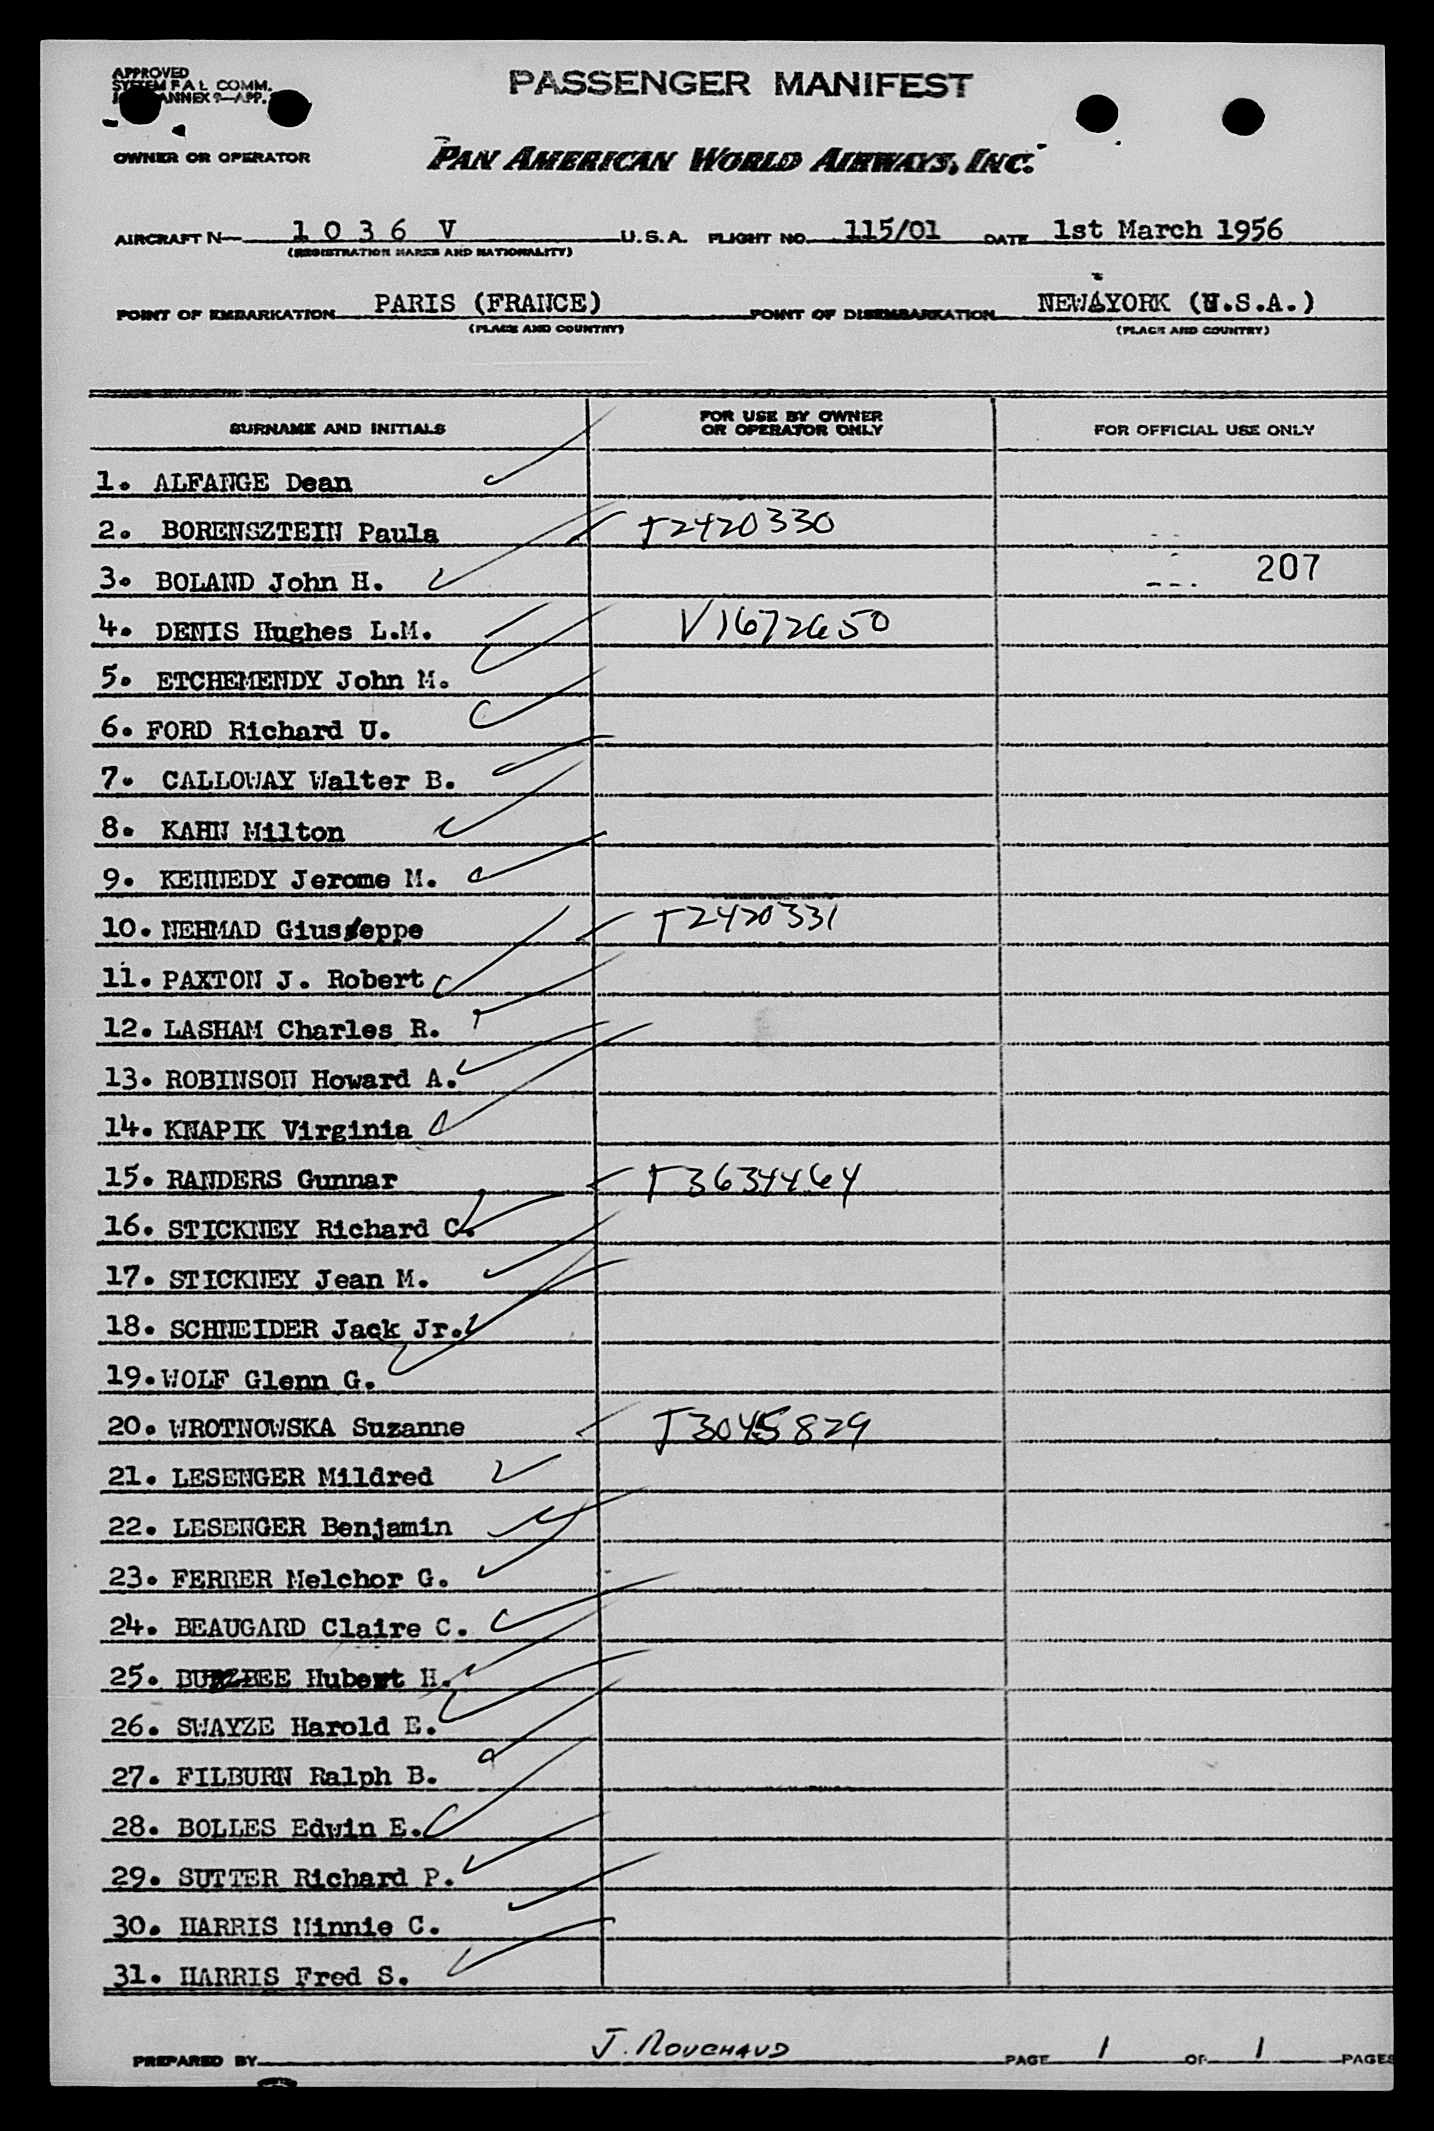 APPROVED
SYSTEM F A L COMM.
ANNEX 9—APP.
PASSENGER MANIFEST
OWNER OR OPERATOR PAN AMERICAN WORLD AIRWAYS, INC.
AIRCRAFT N— 1 0 3 6 V U.S.A. FLIGHT NO. 115/01 DATE 1st March 1956
(REGISTRATION MARKS AND NATIONALITY)
POINT OF EMBARKATION PARIS (FRANCE) POINT OF DISEMBARKATION NEW YORK (U.S.A.)
(PLACE AND COUNTRY) (PLACE AND COUNTRY)
SURNAME AND INITIALS FOR USE BY OWNER OR OPERATOR ONLY FOR OFFICIAL USE ONLY
1. ALFANGE Dean
2. BORENSZTEIN Paula T2420330
3. BOLAND John H. 207
4. DENIS Hughes L.M. V1672650
5. ETCHEMENDY John M.
6. FORD Richard U.
7. CALLOWAY Walter B.
8. KAHN Milton
9. KENNEDY Jerome M.
10. NEHMAD Giuseppe T2420331
11. PAXTON J. Robert
12. LASHAM Charles R.
13. ROBINSON Howard A.
14. KNAPIK Virginia
15. RANDERS Gunnar T3634464
16. STICKNEY Richard C.
17. STICKNEY Jean M.
18. SCHNEIDER Jack Jr.
19. WOLF Glenn G.
20. WROTNOWSKA Suzanne T3045829
21. LESENGER Mildred
22. LESENGER Benjamin
23. FERRER Melchor G.
24. BEAUGARD Claire C.
25. Hubert H.
26. SWAYZE Harold E.
27. FILBURN Ralph B.
28. BOLLES Edwin E.
29. SUTTER Richard P.
30. HARRIS Minnie C.
31. HARRIS Fred S.
PREPARED BY J. ROUCHAUD PAGE 1 OF 1 PAGES